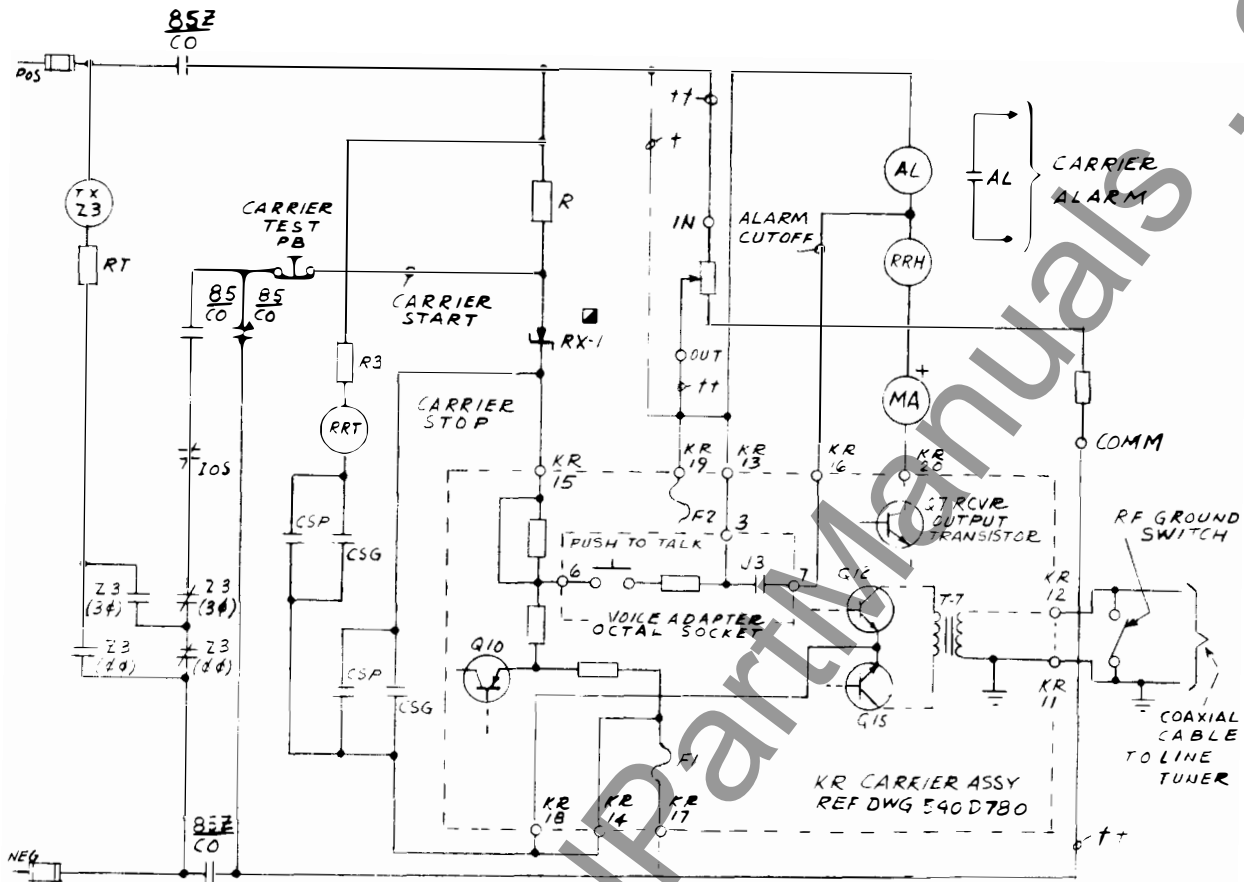 85Z
CO
POS
††
†
TX
Z3
RT
CARRIER
TEST
PB
R
IN
ALARM
CUTOFF
AL
AL
CARRIER
ALARM
RRH
85
CO
85
CO
CARRIER
START
RX-1
R3
RRT
CARRIER
STOP
OUT
††
+
MA
COMM
IOS
KR
15
KR
19
KR
13
KR
16
KR
20
F2
Q7 RCVR
OUTPUT
TRANSISTOR
RF GROUND
SWITCH
CSP
CSG
PUSH TO TALK
3
6
J3
7
VOICE ADAPTER
OCTAL SOCKET
Q16
T-7
KR
12
Z3
(3φ)
Z3
(3φ)
Z3
Z3
Q10
CSP
CSG
Q15
KR
11
COAXIAL
CABLE
TO LINE
TUNER
F1
KR CARRIER ASSY
REF DWG 540D780
KR
18
KR
14
KR
17
85Z
CO
NEG
††
JPartManuals